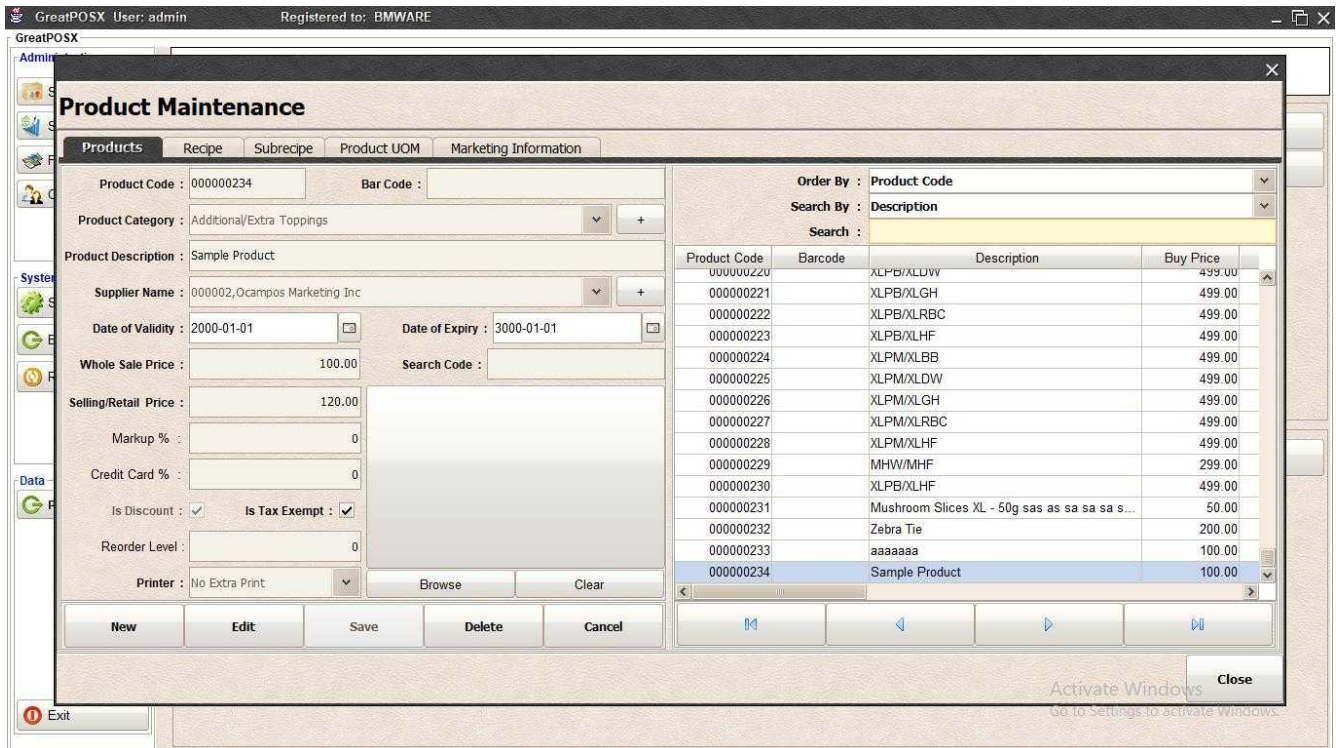 GreatPOSX User: admin Registered to: BMWARE
GreatPOSX
Product Maintenance
Products Recipe Subrecipe Product UOM Marketing Information
Product Code : 000000234 Bar Code :
Product Category : Additional/Extra Toppings +
Product Description : Sample Product
Supplier Name : 000002,Ocampos Marketing Inc +
Date of Validity : 2000-01-01 Date of Expiry : 3000-01-01
Whole Sale Price : 100.00 Search Code :
Selling/Retail Price : 120.00
Markup % : 0
Credit Card % : 0
Is Discount : Is Tax Exempt :
Reorder Level : 0
Printer : No Extra Print Browse Clear
New Edit Save Delete Cancel
Order By : Product Code
Search By : Description
Search :
Product Code Barcode Description Buy Price
000000220 XLPB/XLDW 499.00
000000221 XLPB/XLGH 499.00
000000222 XLPB/XLRBC 499.00
000000223 XLPB/XLHF 499.00
000000224 XLPM/XLBB 499.00
000000225 XLPM/XLDW 499.00
000000226 XLPM/XLGH 499.00
000000227 XLPM/XLRBC 499.00
000000228 XLPM/XLHF 499.00
000000229 MHW/MHF 299.00
000000230 XLPB/XLHF 499.00
000000231 Mushroom Slices XL - 50g sas as sa sa sa s... 50.00
000000232 Zebra Tie 200.00
000000233 aaaaaaa 100.00
000000234 Sample Product 100.00
Close
Activate Windows
Go to Settings to activate Windows.
Data
Exit